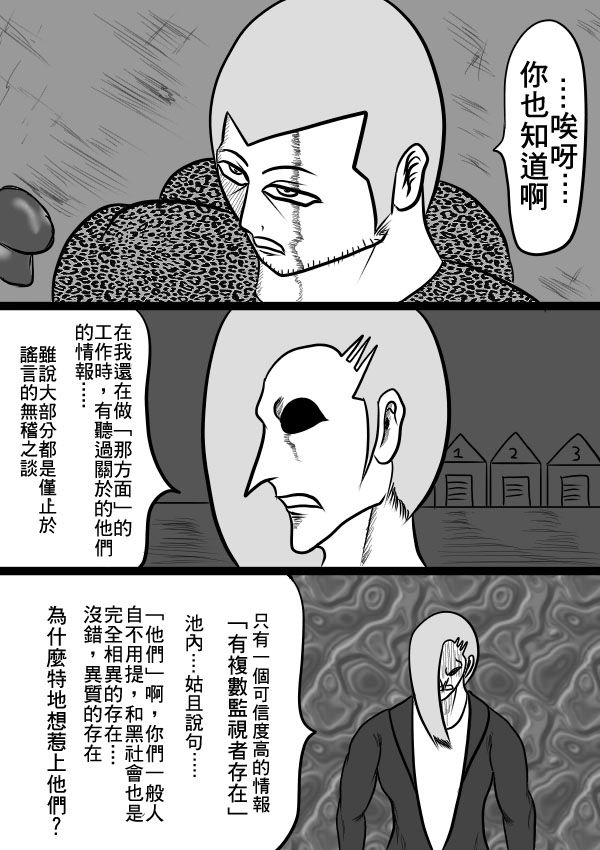 …唉呀…
你也知道啊
在我還在做「那方面」的
工作時，有聽過關於的他們
的情報……
雖說大部分都是僅止於
謠言的無稽之談
1
2
3
只有一個可信度高的情報
「有複數監視者存在」
池內…姑且說句……
「他們」啊，你們一般人
自不用提，和黑社會也是
完全相異的存在…
沒錯，異質的存在
為什麼特地想惹上他們？